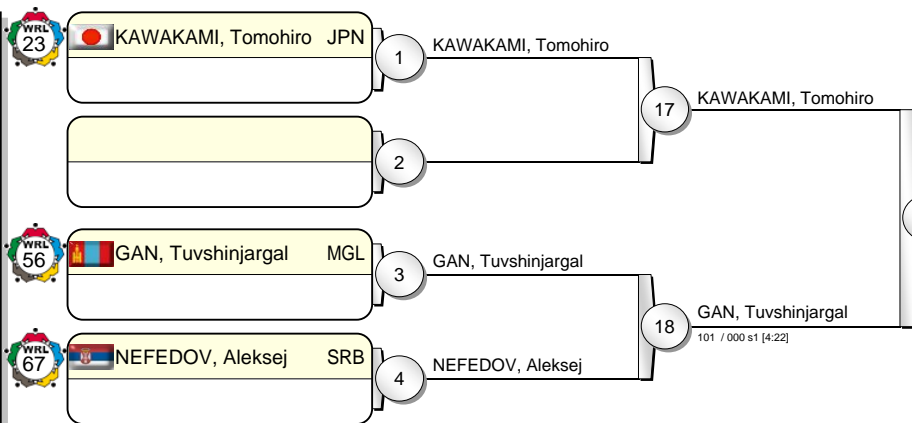 WRL
23
KAWAKAMI, Tomohiro JPN
1
KAWAKAMI, Tomohiro
17
KAWAKAMI, Tomohiro
2
WRL
56
GAN, Tuvshinjargal MGL
3
GAN, Tuvshinjargal
18
GAN, Tuvshinjargal
101 / 000 s1 [4:22]
WRL
67
NEFEDOV, Aleksej SRB
4
NEFEDOV, Aleksej